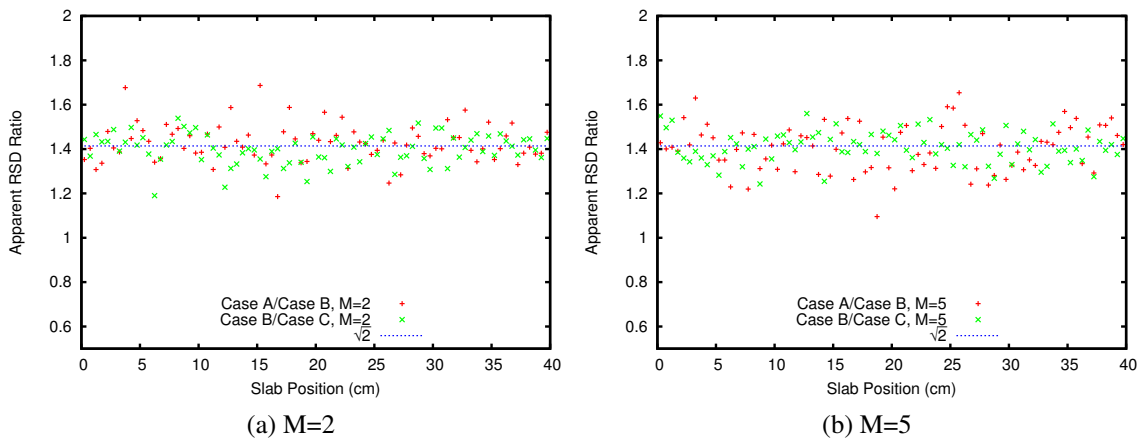 2
1.8
1.6
1.4
1.2
1
0.8
0.6
Apparent RSD Ratio
Case A/Case B, M=2
Case B/Case C, M=2
√2
0 5 10 15 20 25 30 35 40
Slab Position (cm)
(a) M=2
2
1.8
1.6
1.4
1.2
1
0.8
0.6
Apparent RSD Ratio
Case A/Case B, M=5
Case B/Case C, M=5
√2
0 5 10 15 20 25 30 35 40
Slab Position (cm)
(b) M=5